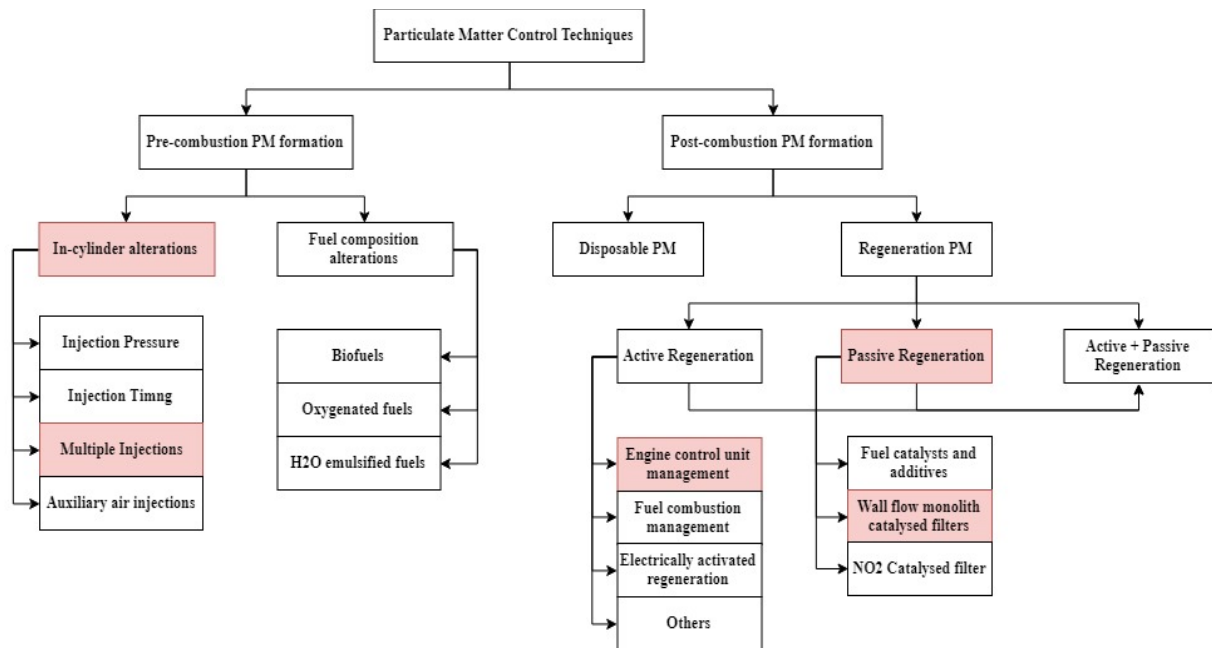 Particulate Matter Control Techniques
Pre-combustion PM formation
Post-combustion PM formation
In-cylinder alterations
Fuel composition
alterations
Disposable PM
Regeneration PM
Injection Pressure
Injection Timng
Multiple Injections
Auxiliary air injections
Biofuels
Oxygenated fuels
H2O emulsified fuels
Active Regeneration
Passive Regeneration
Active + Passive
Regeneration
Engine control unit
management
Fuel combustion
management
Electrically activated
regeneration
Others
Fuel catalysts and
additives
Wall flow monolith
catalysed filters
NO2 Catalysed filter